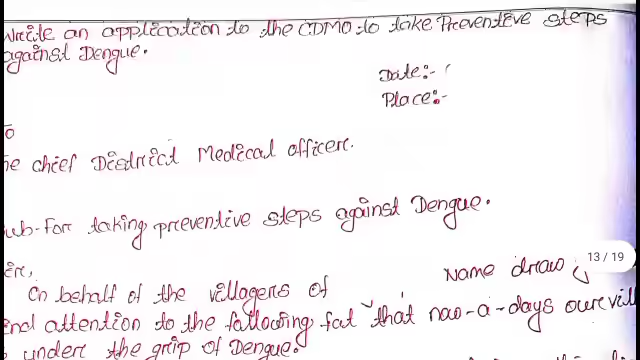 write an application to the CDMO to take Preventive steps
against Dengue.
Date:-
Place:-
To
The chief District Medical officer.
Sub-For taking preventive steps against Dengue.
13 / 19
Sir,
Name draw
On behalf of the villagers of
kind attention to the following fat that now-a-days our vill
under the grip of Dengue.